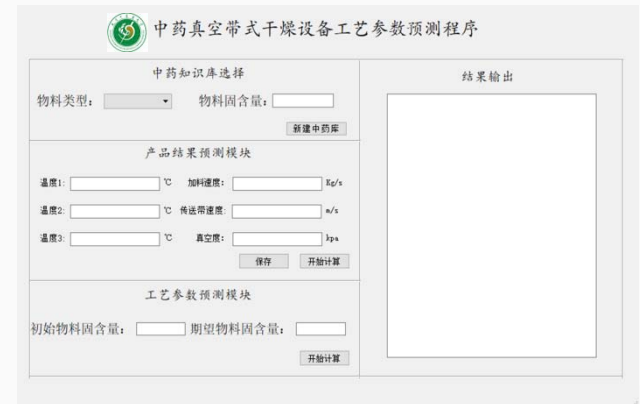 中药真空带式干燥设备工艺参数预测程序
中药知识库选择
物料类型：
物料固含量：
新建中药库
产品结果预测模块
温度1: ℃ 加料速度: Kg/s
温度2: ℃ 传送带速度: m/s
温度3: ℃ 真空度: kpa
保存 开始计算
工艺参数预测模块
初始物料固含量： 期望物料固含量：
开始计算
结果输出